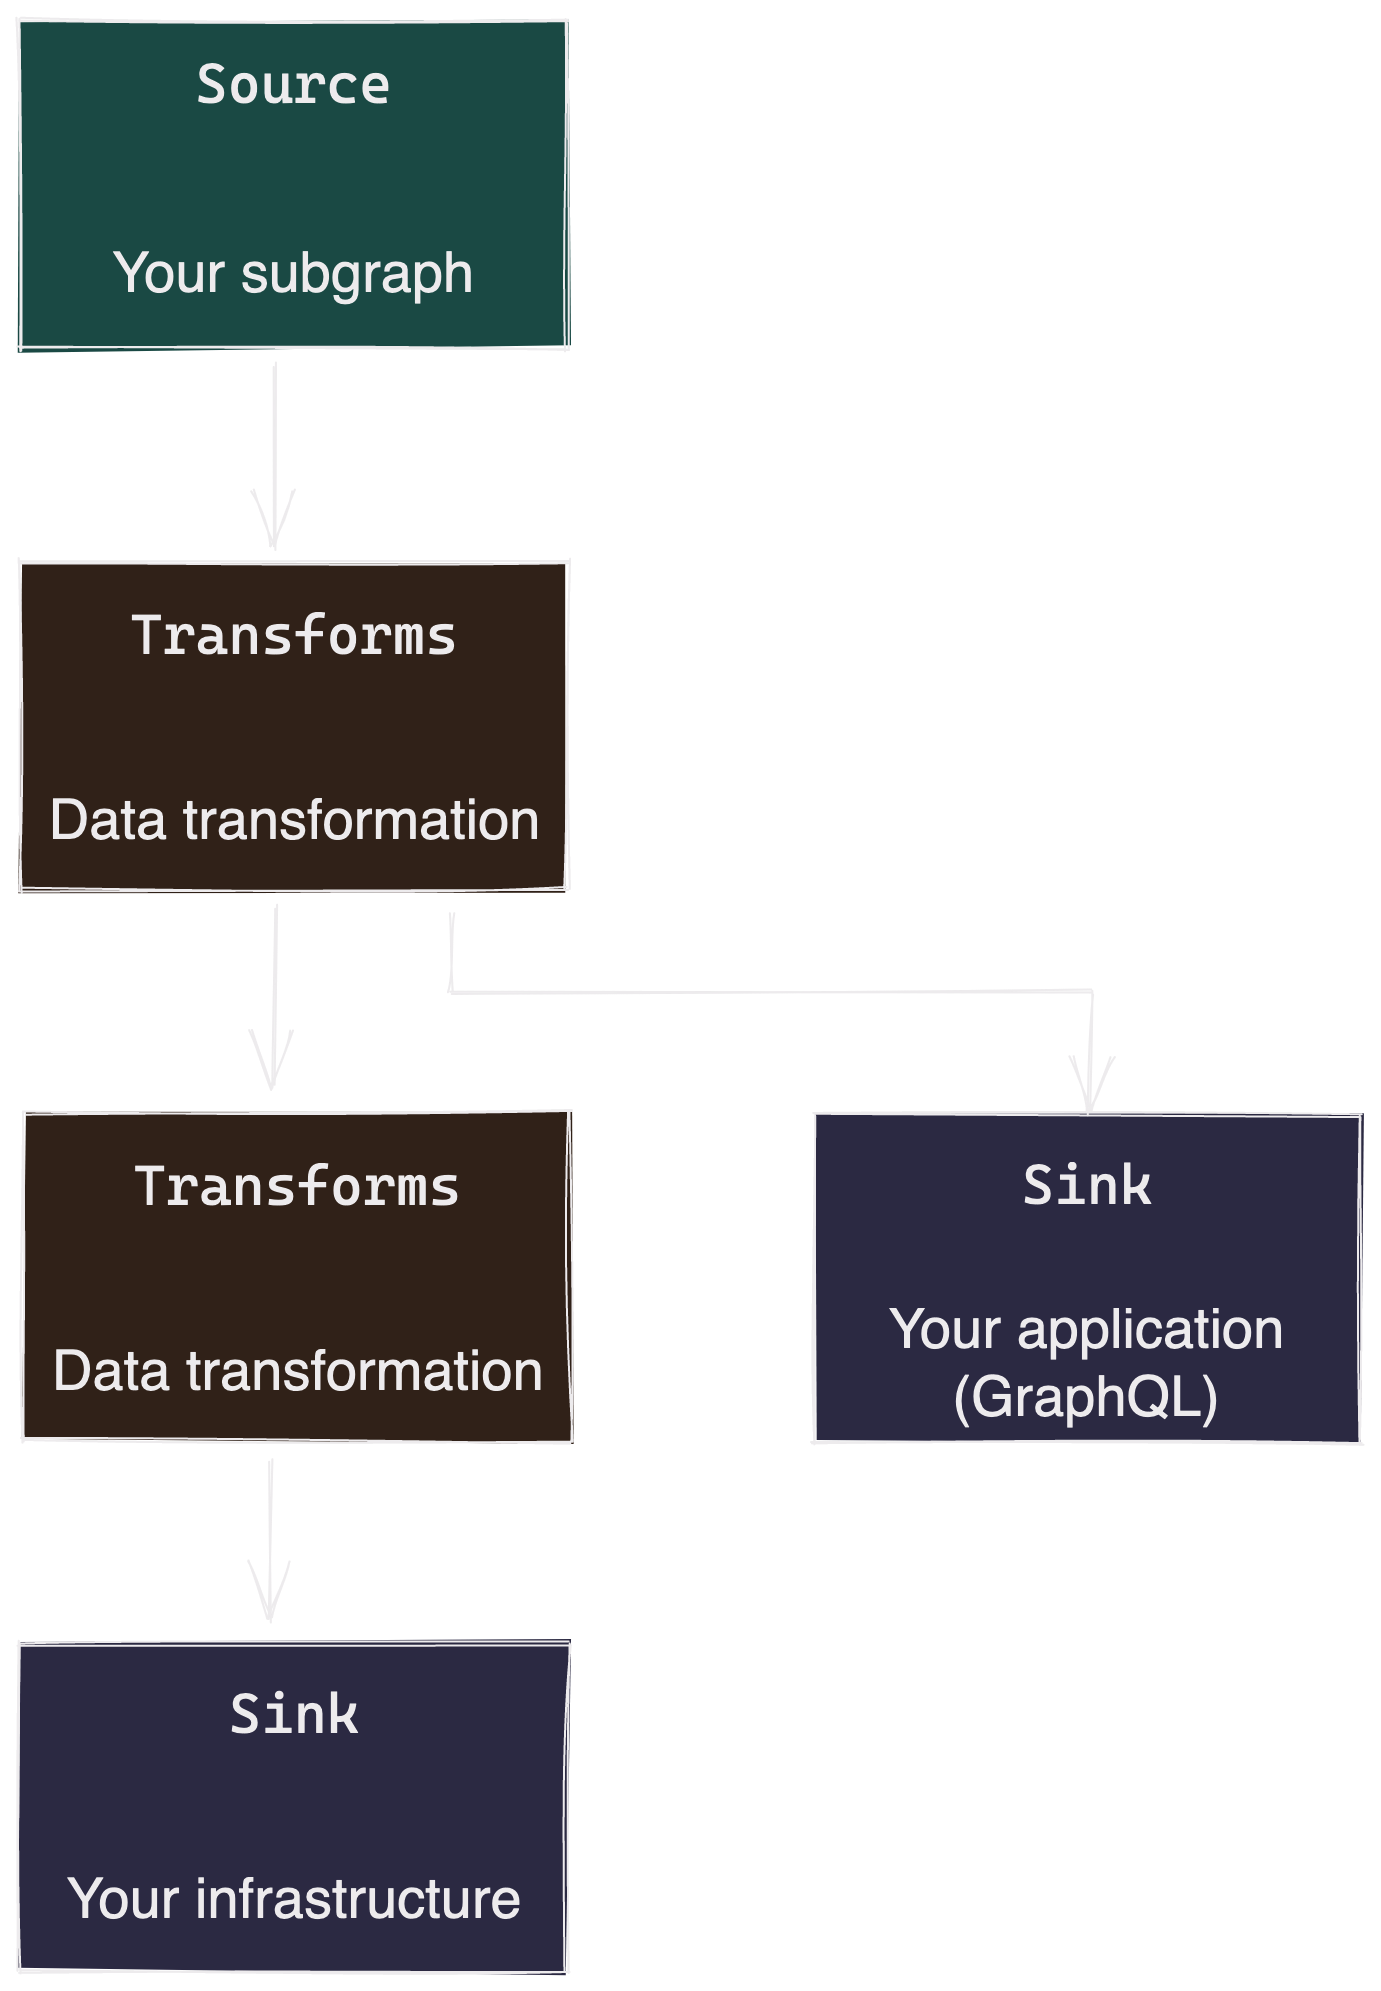 Source
Your subgraph
Transforms
Data transformation
Transforms
Data transformation
Sink
Your application
(GraphQL)
Sink
Your infrastructure